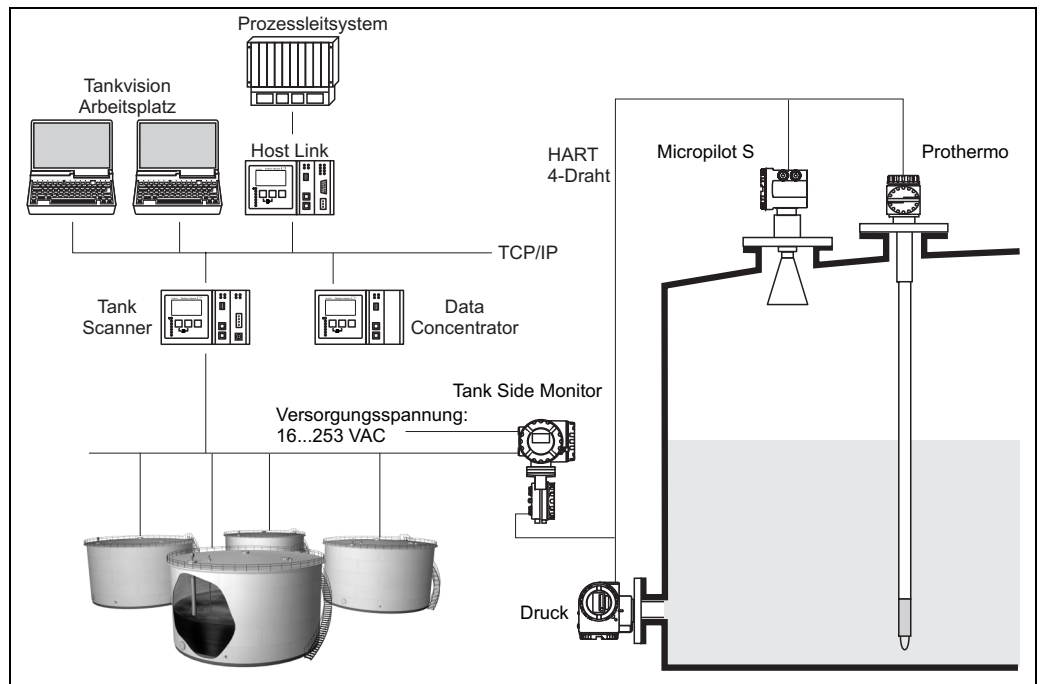 Prozessleitsystem
Tankvision
Arbeitsplatz
Host Link
HART
4-Draht
Micropilot S
Prothermo
TCP/IP
Tank
Scanner
Data
Concentrator
Tank Side Monitor
Versorgungsspannung:
16...253 VAC
Druck